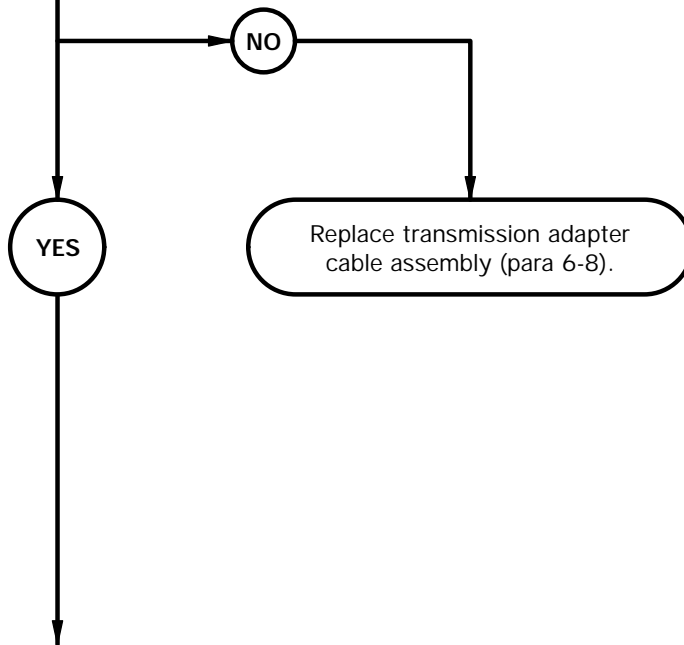 NO
YES
Replace transmission adapter
cable assembly (para 6-8).